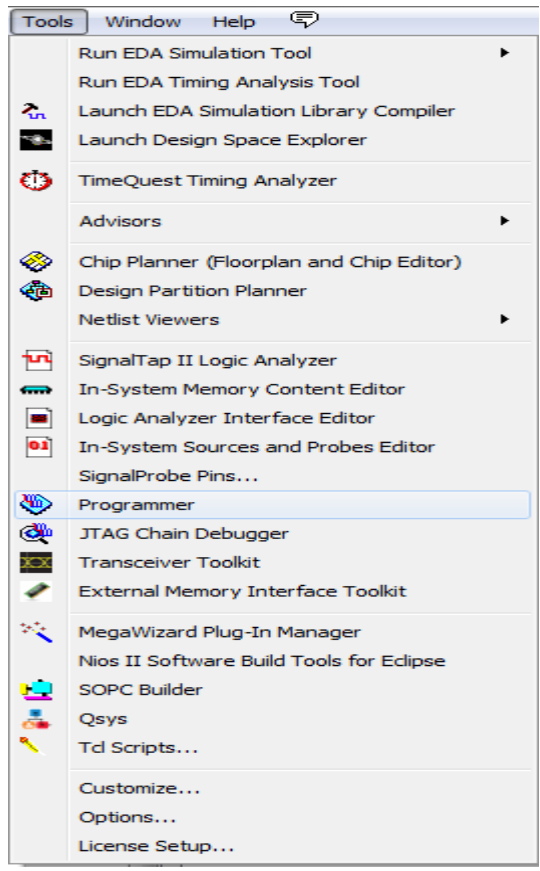 Tools Window Help
Run EDA Simulation Tool
Run EDA Timing Analysis Tool
Launch EDA Simulation Library Compiler
Launch Design Space Explorer
TimeQuest Timing Analyzer
Advisors
Chip Planner (Floorplan and Chip Editor)
Design Partition Planner
Netlist Viewers
SignalTap II Logic Analyzer
In-System Memory Content Editor
Logic Analyzer Interface Editor
In-System Sources and Probes Editor
SignalProbe Pins...
Programmer
JTAG Chain Debugger
Transceiver Toolkit
External Memory Interface Toolkit
MegaWizard Plug-In Manager
Nios II Software Build Tools for Eclipse
SOPC Builder
Qsys
Tcl Scripts...
Customize...
Options...
License Setup...